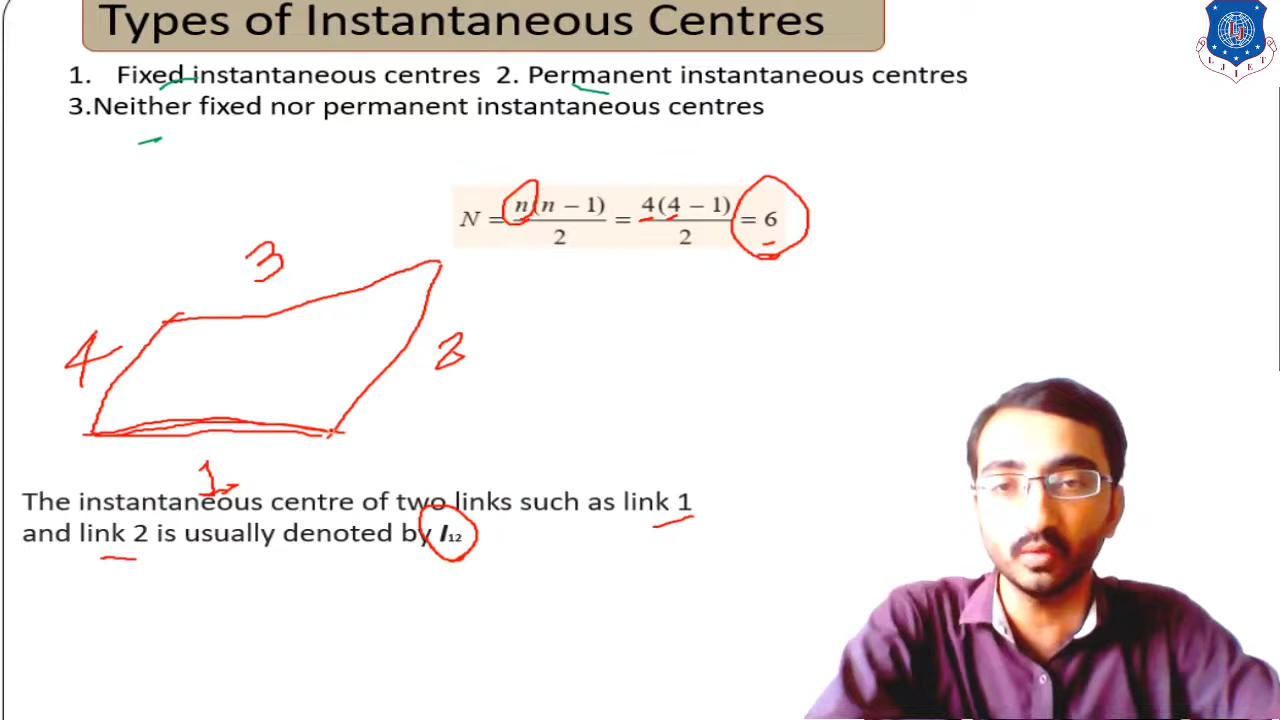 Types of Instantaneous Centres
1. Fixed instantaneous centres 2. Permanent instantaneous centres
3.Neither fixed nor permanent instantaneous centres
N = n(n − 1)/2 = 4(4 − 1)/2 = 6
3
4
2
1
The instantaneous centre of two links such as link 1
and link 2 is usually denoted by I₁₂
LJIET